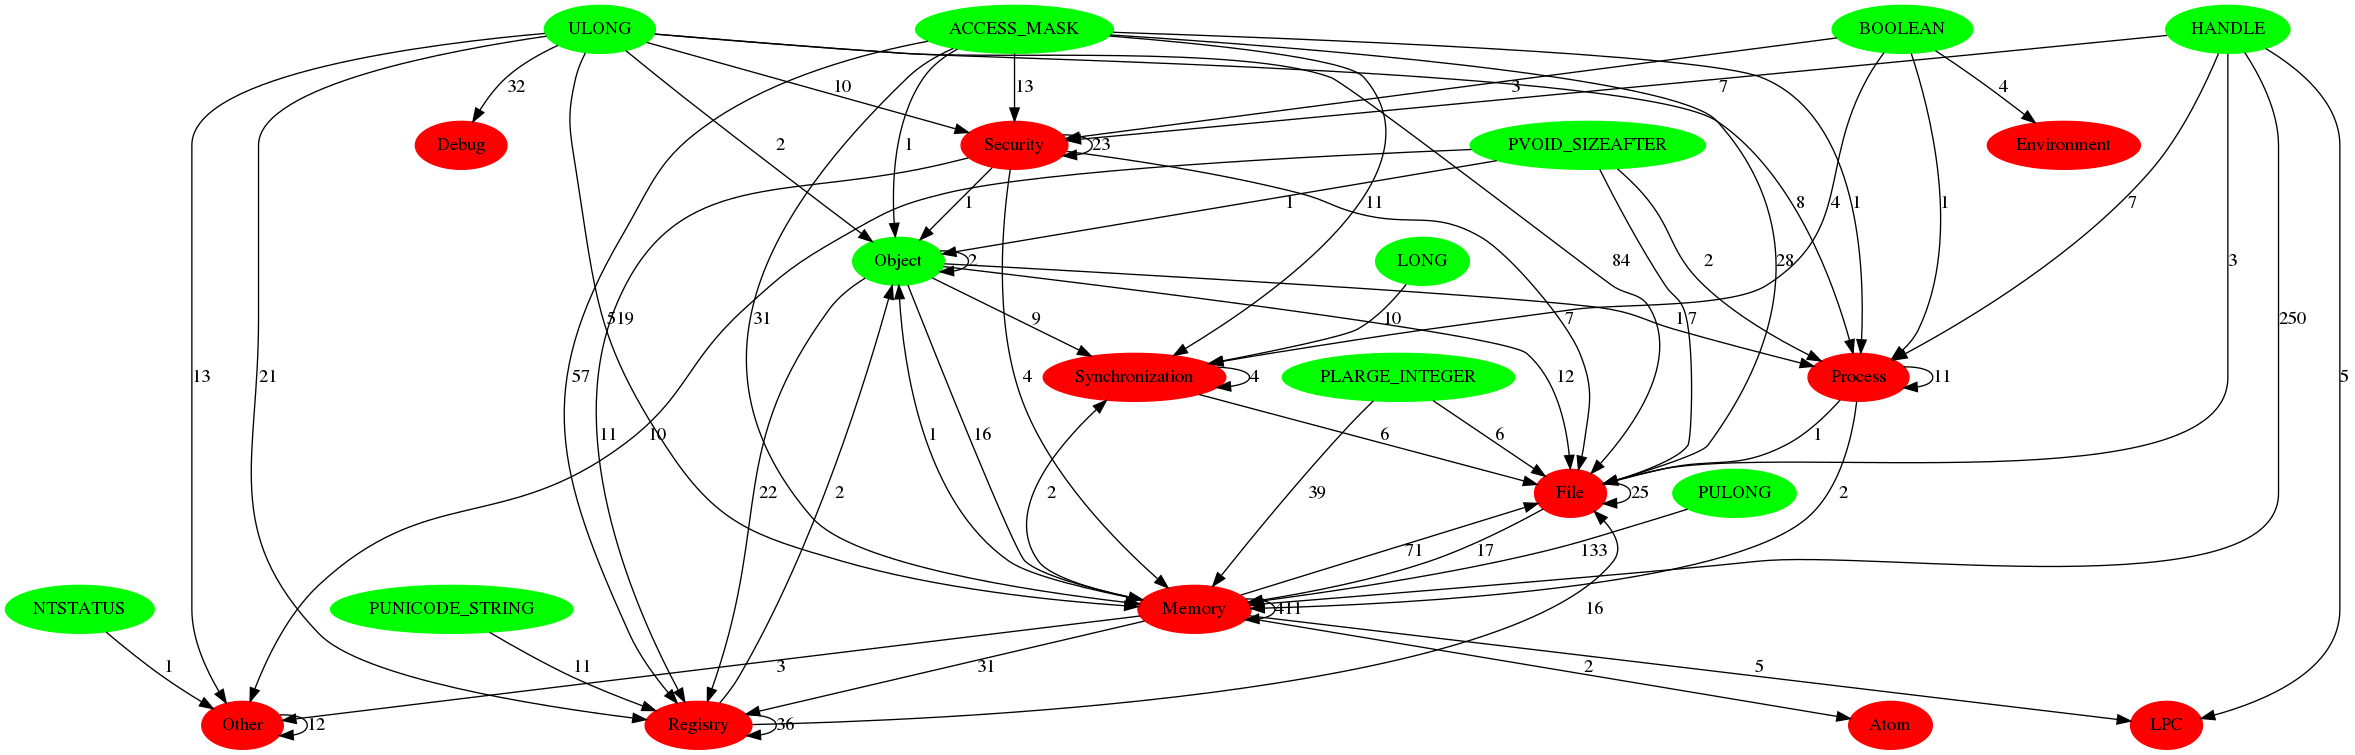 ULONG ACCESS_MASK BOOLEAN HANDLE
32 10 13 3 7 4
Debug Security 23 PVOID_SIZEAFTER Environment
2 1 1 1 11 8 4 1 1 7
Object 2 LONG 84 2 28 3
519 31 9 10 7 1 7 250
13 21 57 Synchronization 4 PLARGE_INTEGER 12 Process 11 5
4
11 10 1 16 6 6 1
22 2 2 39 File 25 PULONG 2
71 17 133
NTSTATUS PUNICODE_STRING Memory 411 16
1 11 3 31 2 5
Other 12 Registry 36 Atom LPC